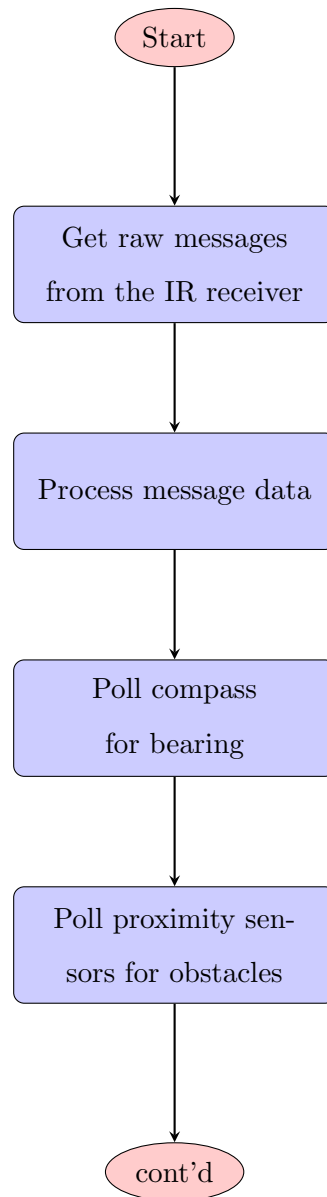 Start
Get raw messages
from the IR receiver
Process message data
Poll compass
for bearing
Poll proximity sen-
sors for obstacles
cont'd